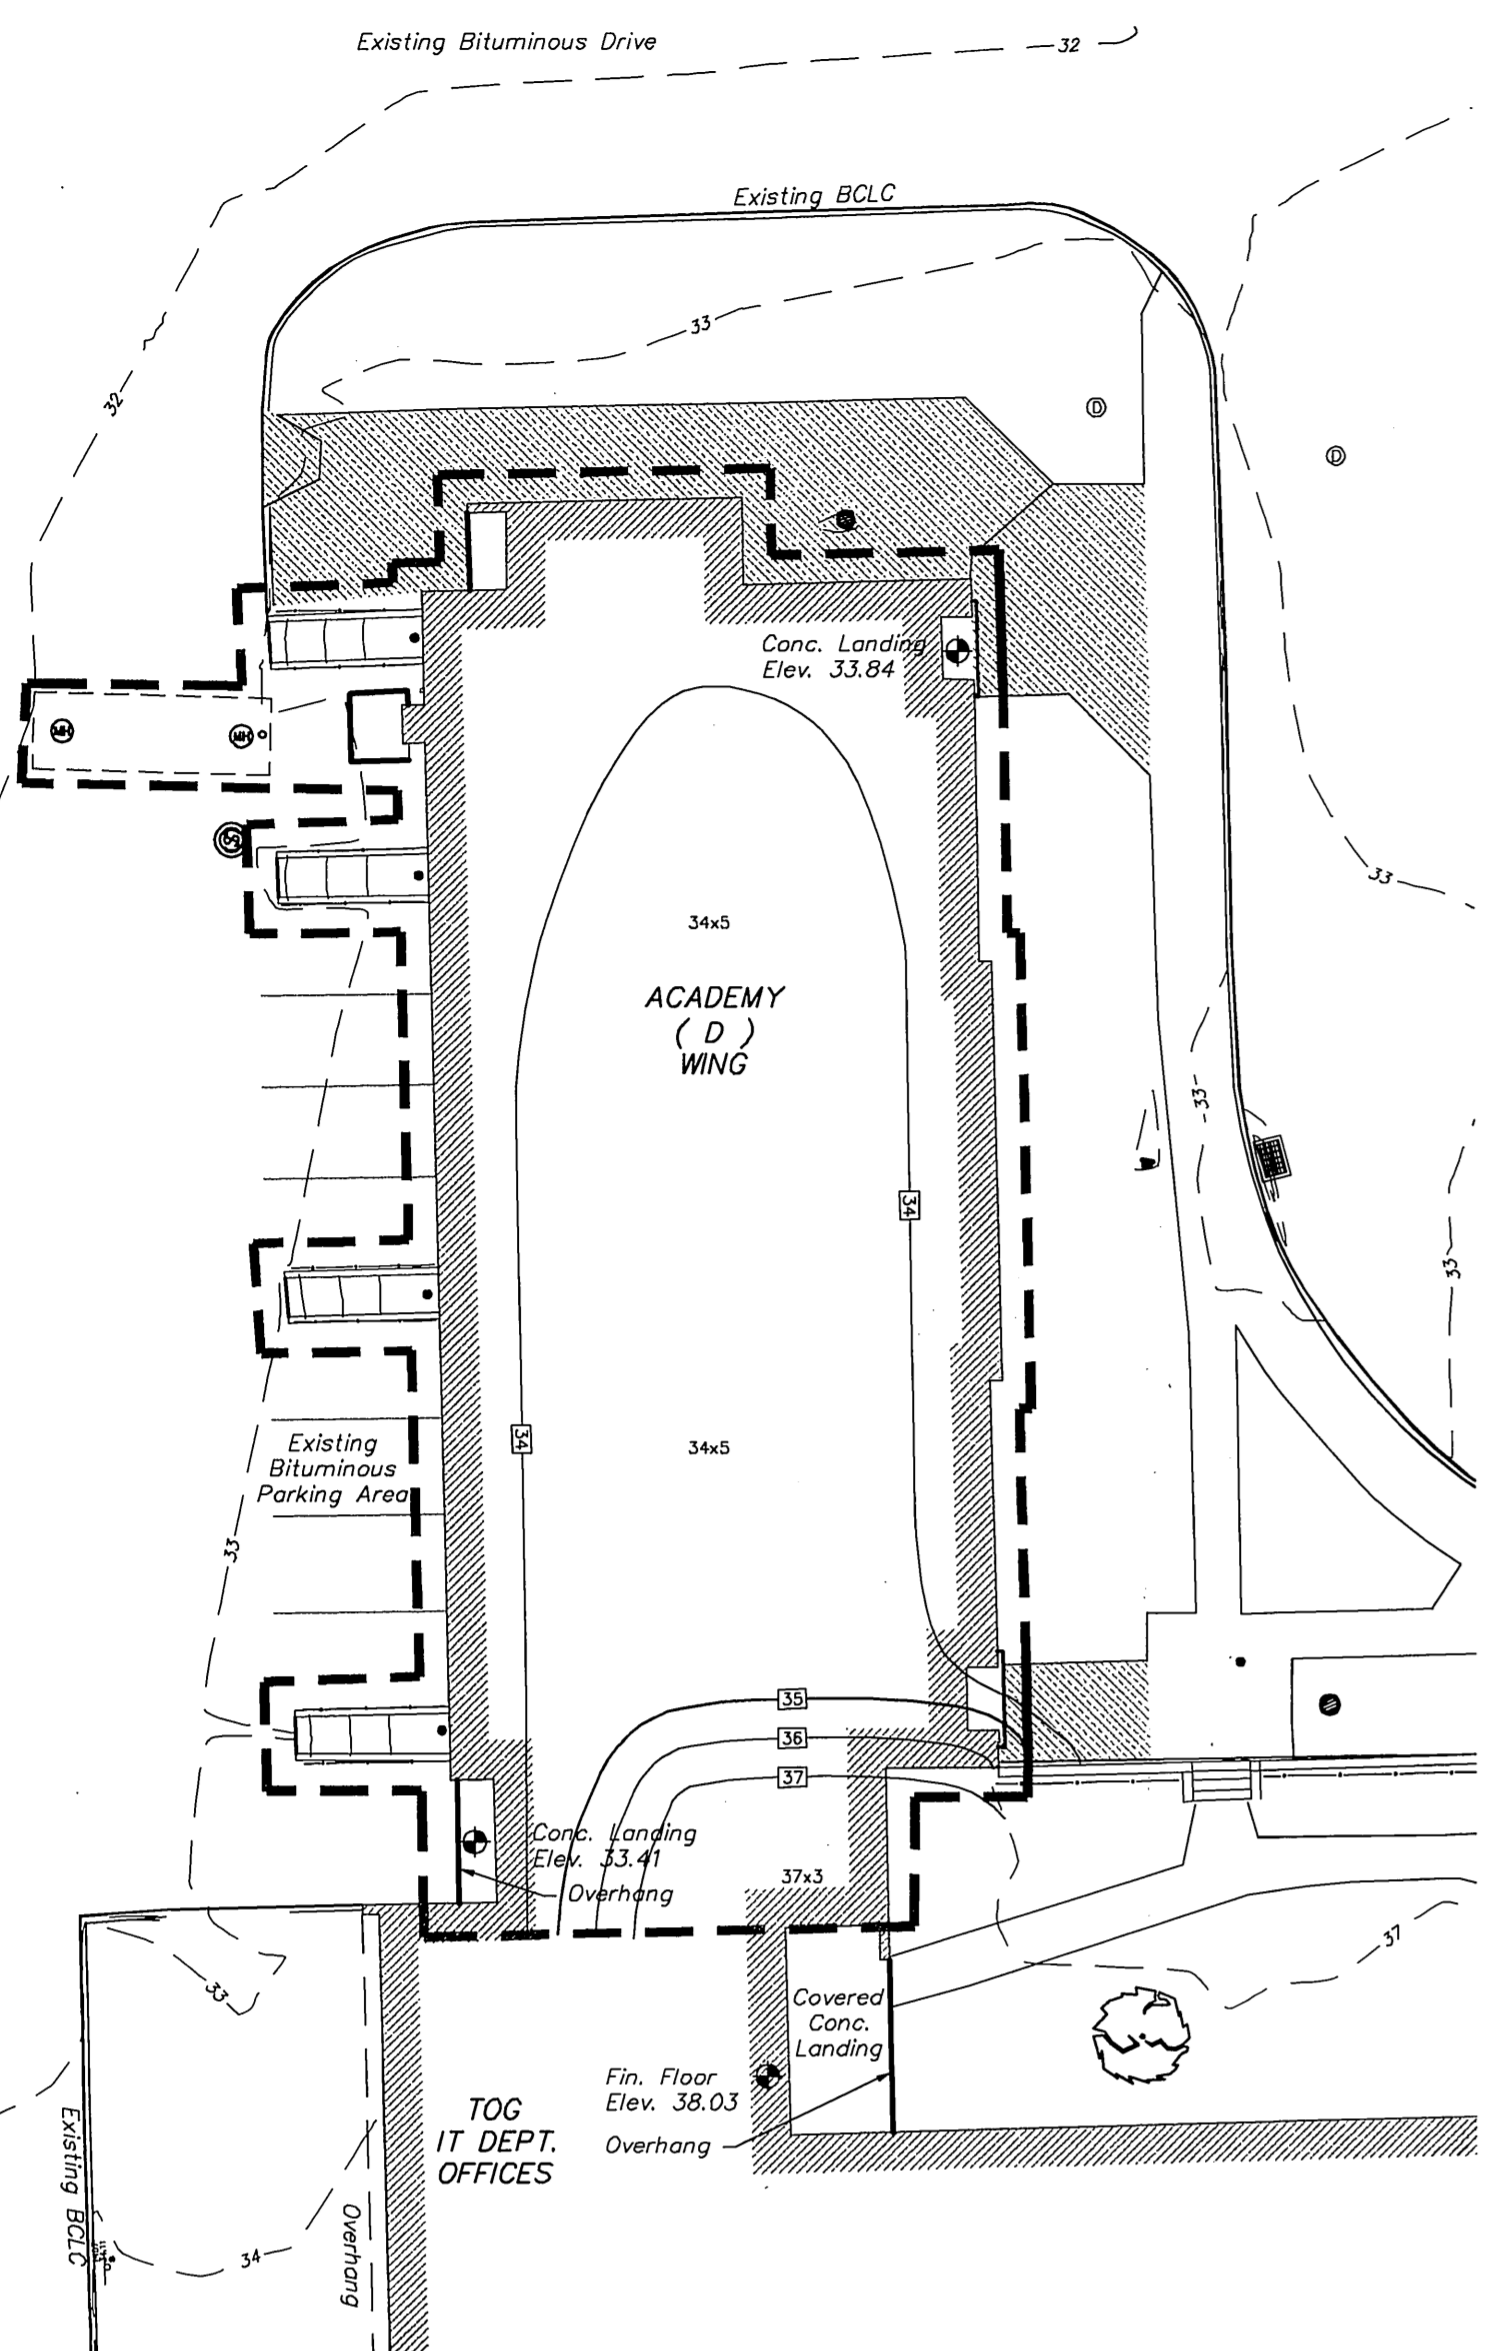 Existing Bituminous Drive
32
Existing BCLC
33
32
D
D
Conc. Landing
Elev. 33.84
MH
MH
33
34x5
ACADEMY
( D )
WING
33
34
33
34
34x5
Existing
Bituminous
Parking Area
33
35
36
37
Conc. Landing
Elev. 33.41
Overhang
37x3
37
33
Covered
Conc.
Landing
Fin. Floor
Elev. 38.03
Overhang
TOG
IT DEPT.
OFFICES
Existing BCLC
34
Overhang